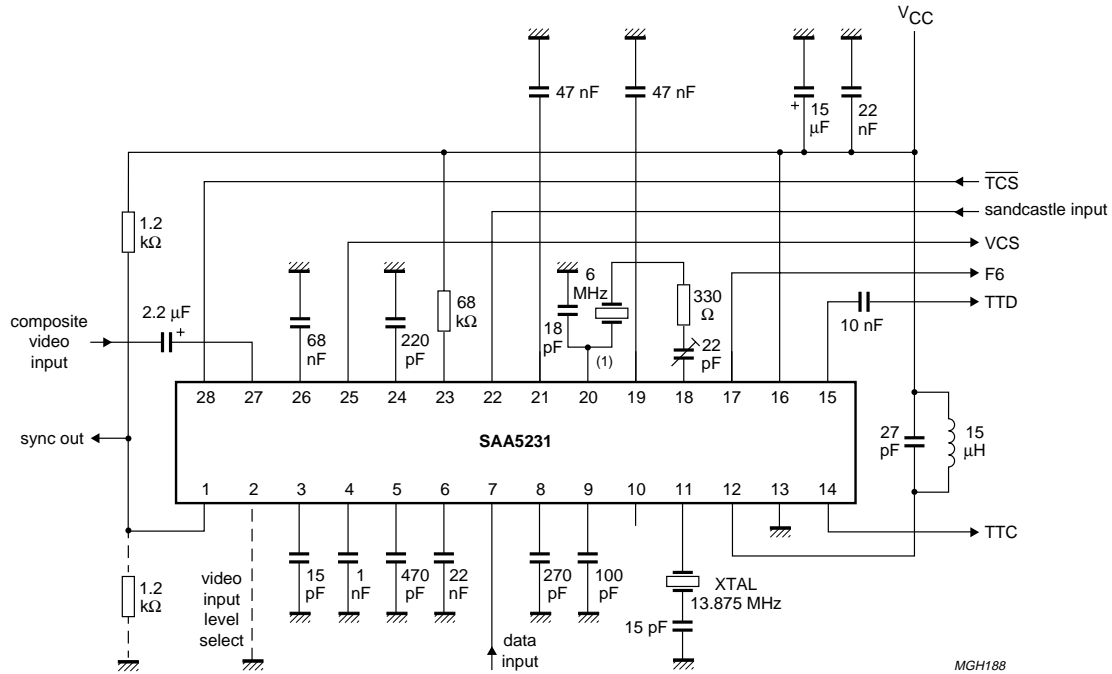 VCC
47 nF
47 nF
15
μF
+
22
nF
TCS
sandcastle input
VCS
F6
TTD
10 nF
1.2
kΩ
2.2 μF
+
composite
video
input
68
nF
220
pF
68
kΩ
18
pF
6
MHz
(1)
330
Ω
22
pF
28 27 26 25 24 23 22 21 20 19 18 17 16 15
SAA5231
1 2 3 4 5 6 7 8 9 10 11 12 13 14
sync out
27
pF
15
μH
TTC
1.2
kΩ
video
input
level
select
15
pF
1
nF
470
pF
22
nF
data
input
270
pF
100
pF
XTAL
13.875 MHz
15 pF
MGH188